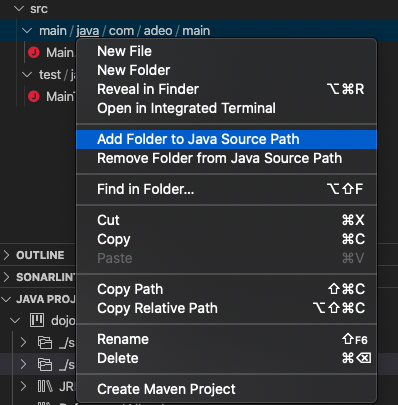 src
main / java / com / adeo / main
New File
Main
New Folder
test / ja
Reveal in Finder ⌥⌘R
Main
Open in Integrated Terminal
Add Folder to Java Source Path
Remove Folder from Java Source Path
Find in Folder... ⌥⇧F
Cut ⌘X
Copy ⌘C
OUTLINE
Paste ⌘V
SONARLINT
Copy Path ⇧⌘C
JAVA PROJ
Copy Relative Path ⌥⇧⌘C
dojo
Rename ⇧F6
_/s
Delete ⌘⌫
_/s
JR
Create Maven Project